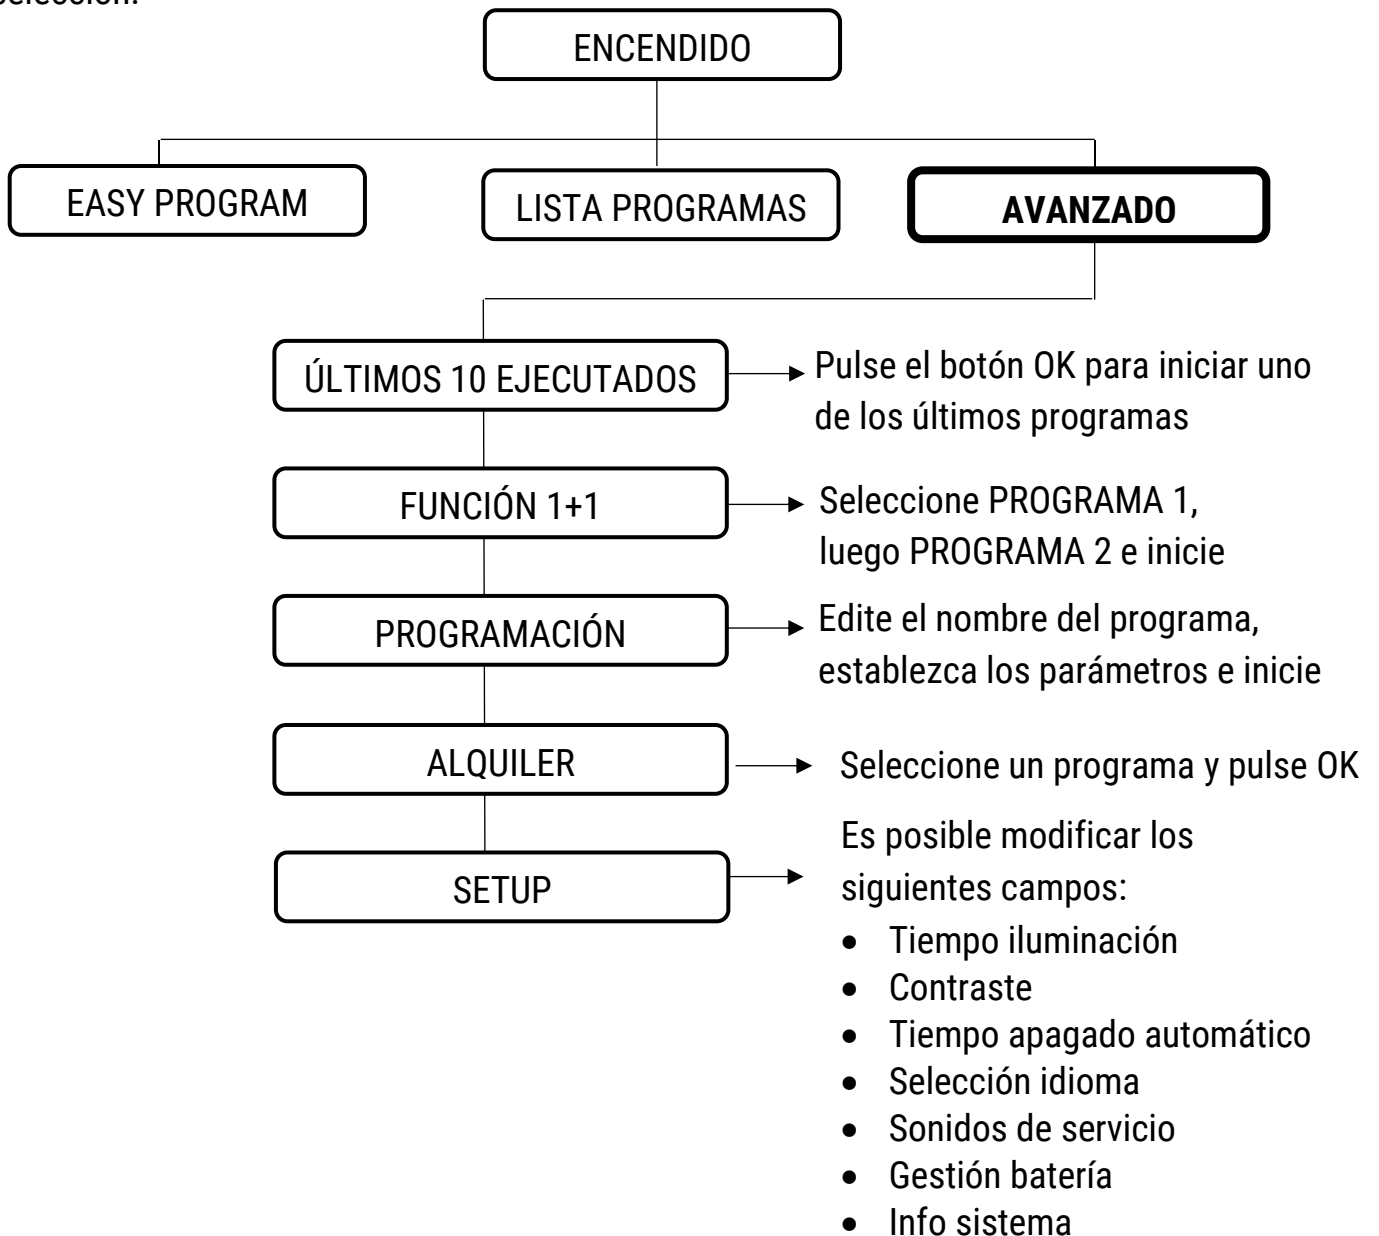 selección.
ENCENDIDO
EASY PROGRAM
LISTA PROGRAMAS
AVANZADO
ÚLTIMOS 10 EJECUTADOS
Pulse el botón OK para iniciar uno
de los últimos programas
FUNCIÓN 1+1
Seleccione PROGRAMA 1,
luego PROGRAMA 2 e inicie
PROGRAMACIÓN
Edite el nombre del programa,
establezca los parámetros e inicie
ALQUILER
Seleccione un programa y pulse OK
SETUP
Es posible modificar los
siguientes campos:
• Tiempo iluminación
• Contraste
• Tiempo apagado automático
• Selección idioma
• Sonidos de servicio
• Gestión batería
• Info sistema